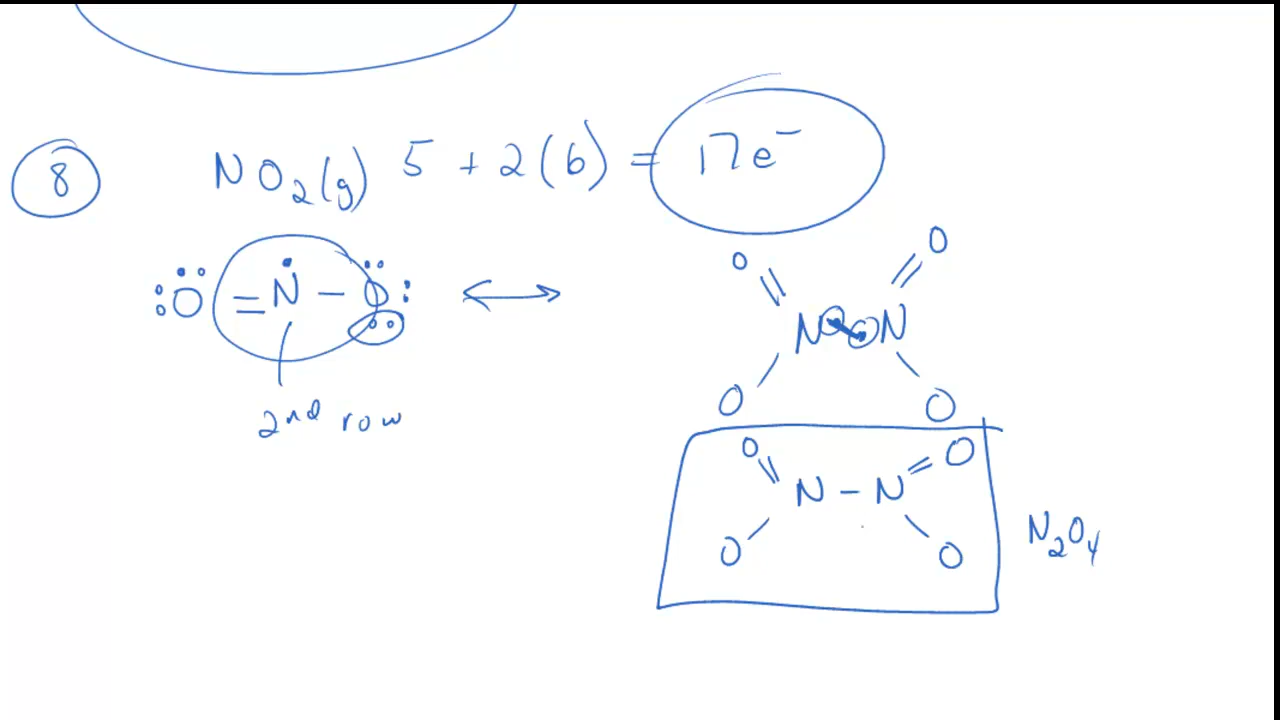 8
NO₂(g) 5 + 2(6) = 17e⁻
O = N - O
2nd row
O O
N N
O O
O N - N O
O O
N₂O₄